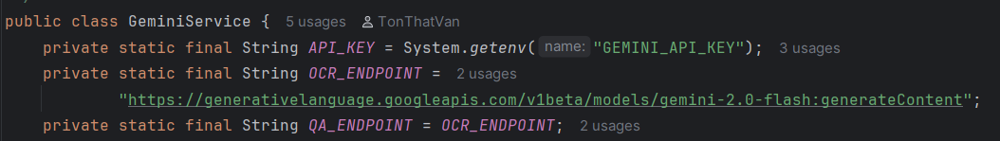 public class GeminiService {  5 usages  TonThatVan
    private static final String API_KEY = System.getenv( name: "GEMINI_API_KEY");  3 usages
    private static final String OCR_ENDPOINT =  2 usages
            "https://generativelanguage.googleapis.com/v1beta/models/gemini-2.0-flash:generateContent";
    private static final String QA_ENDPOINT = OCR_ENDPOINT;  2 usages